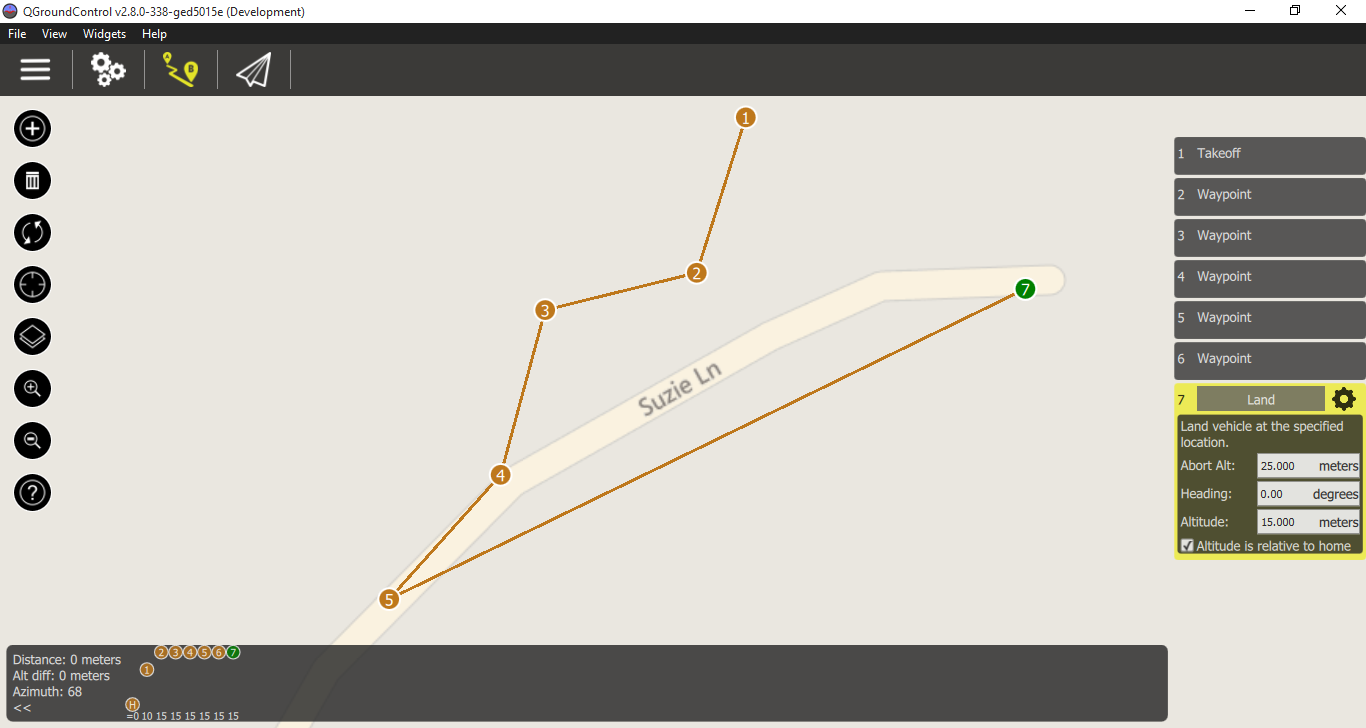 QGroundControl v2.8.0-338-ged5015e (Development)
File View Widgets Help
1
2
3
4
5
7
Suzie Ln
1 Takeoff
2 Waypoint
3 Waypoint
4 Waypoint
5 Waypoint
6 Waypoint
7 Land
Land vehicle at the specified
location.
Abort Alt: 25.000 meters
Heading: 0.00 degrees
Altitude: 15.000 meters
Altitude is relative to home
Distance: 0 meters
Alt diff: 0 meters
Azimuth: 68
<<
2 3 4 5 6 7
1
H
=0 10 15 15 15 15 15 15